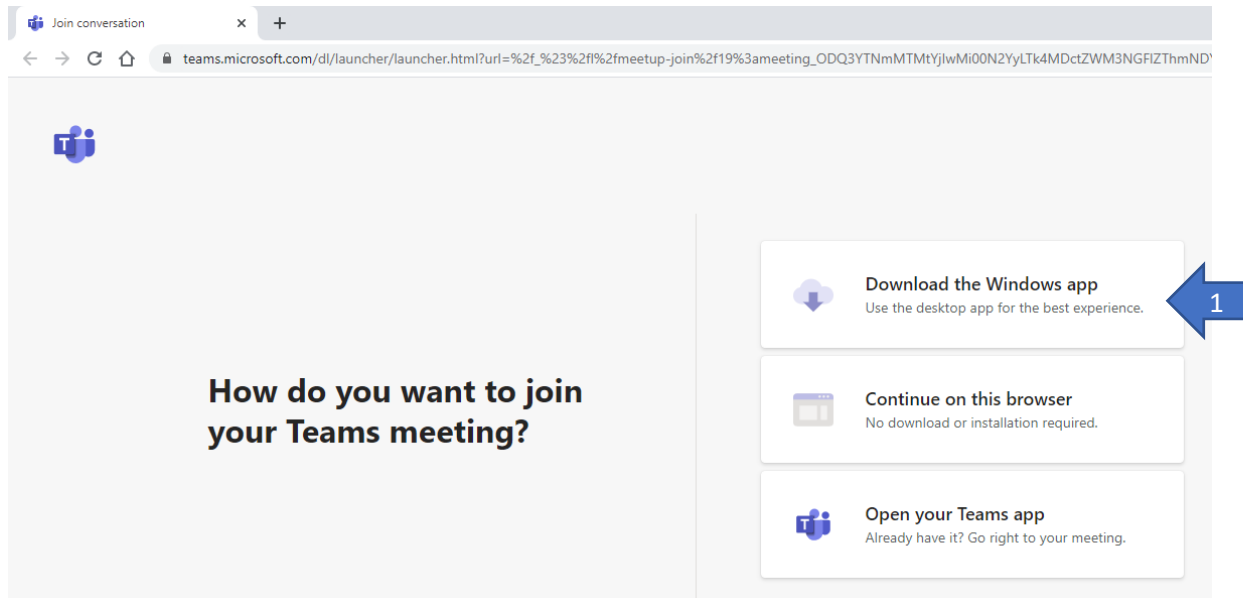 Join conversation
teams.microsoft.com/dl/launcher/launcher.html?url=%2f_%23%2fl%2fmeetup-join%2f19%3ameeting_ODQ3YTNmMTMtYjIwMi00N2YyLTk4MDctZWM3NGFlZThmNDY
T
Download the Windows app
Use the desktop app for the best experience.
1
How do you want to join
your Teams meeting?
Continue on this browser
No download or installation required.
T
Open your Teams app
Already have it? Go right to your meeting.